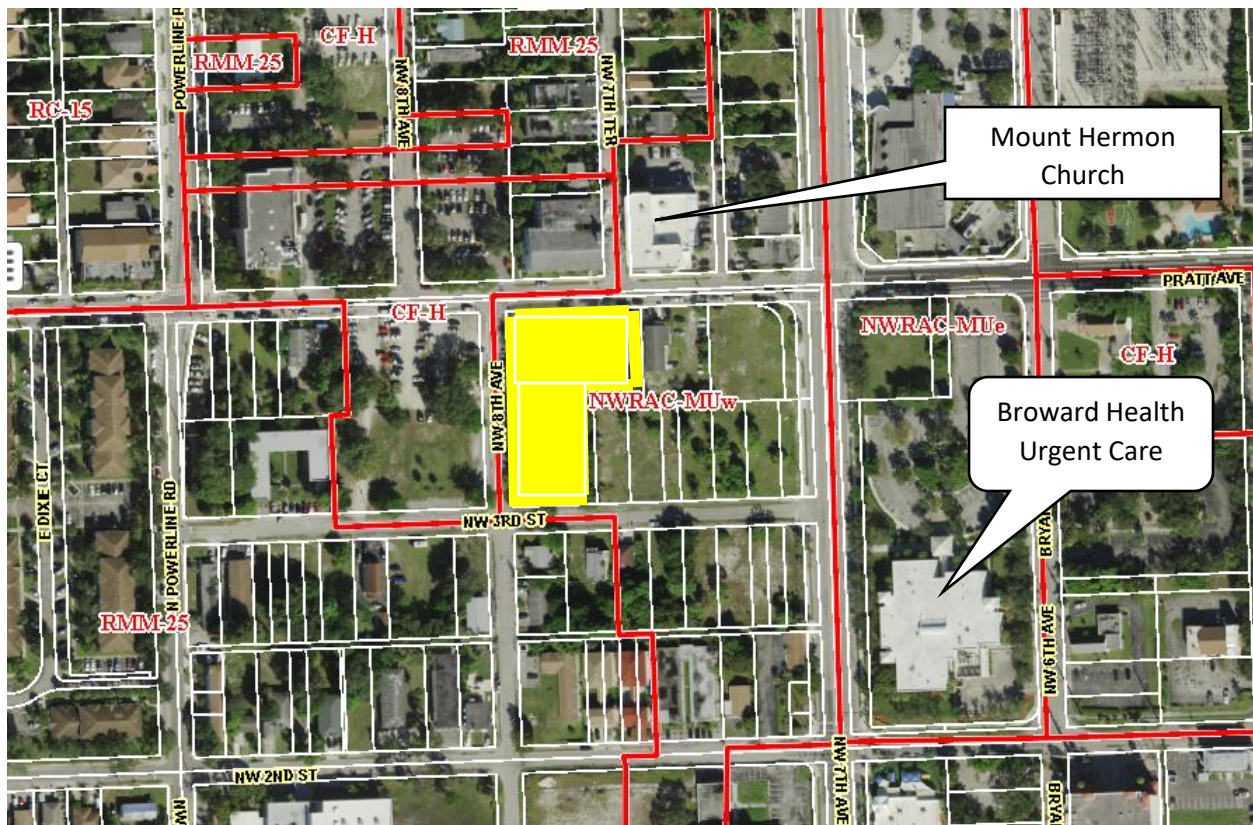 POWERLINE R
CF-H
RMM-25
RMM-25
NW 8TH AVE
NW 7TH TER
RC-15
Mount Hermon
Church
PRATT AVE
CF-H
NWRAC-MUe
CF-H
NW 8TH AVE
NWRAC-MUw
Broward Health
Urgent Care
E DIXIE CT
N POWERLINE RD
NW 3RD ST
BRYAN
RMM-25
NW 6TH AVE
NW 7TH AVE
NW 2ND ST
NW
BRYA